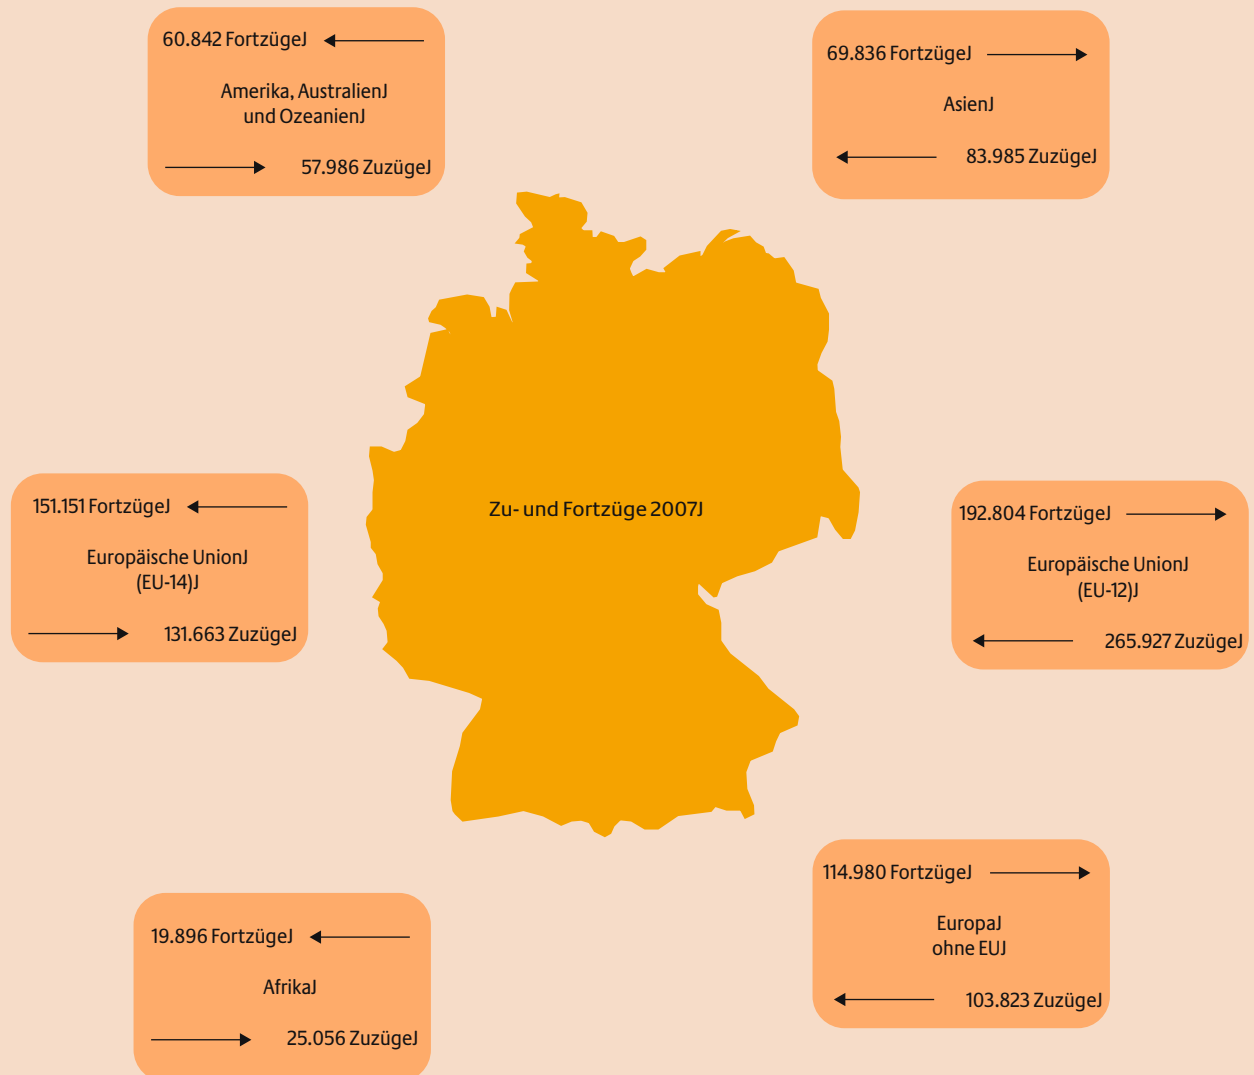 60.842 FortzügeJ
Amerika, AustralienJ
und OzeanienJ
57.986 ZuzügeJ
69.836 FortzügeJ
AsienJ
83.985 ZuzügeJ
151.151 FortzügeJ
Europäische UnionJ
(EU-14)J
131.663 ZuzügeJ
Zu- und Fortzüge 2007J
192.804 FortzügeJ
Europäische UnionJ
(EU-12)J
265.927 ZuzügeJ
19.896 FortzügeJ
AfrikaJ
25.056 ZuzügeJ
114.980 FortzügeJ
EuropaJ
ohne EUJ
103.823 ZuzügeJ